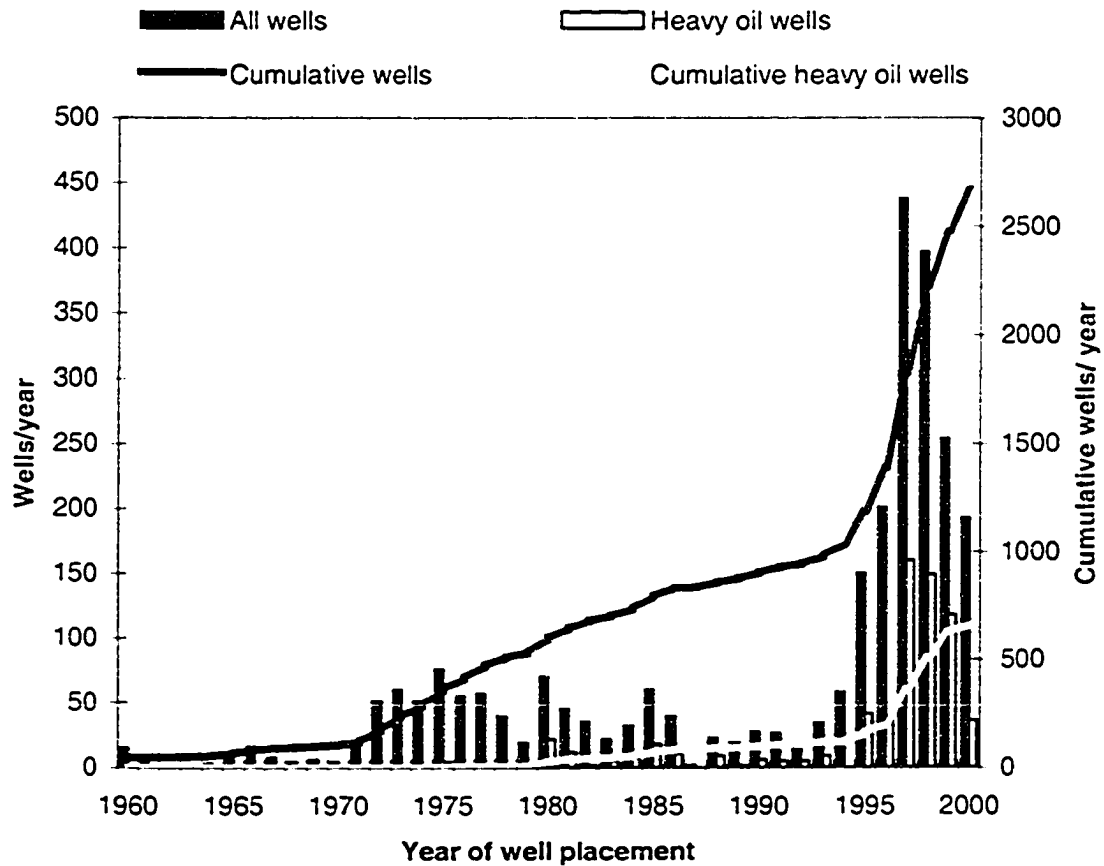 All wells Heavy oil wells
Cumulative wells Cumulative heavy oil wells
500 3000
450
2500
400
350
2000
300
250 1500
200
150 1000
100
500
50
0 0
Wells/year
Cumulative wells/ year
1960 1965 1970 1975 1980 1985 1990 1995 2000
Year of well placement